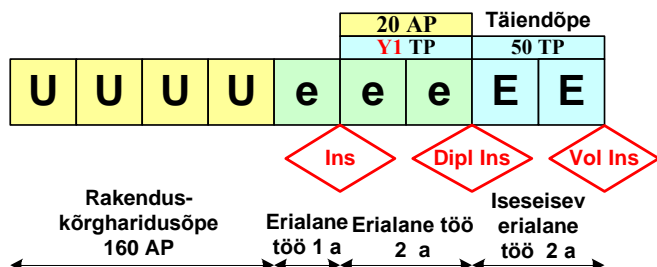 20 AP Täiendõpe
Y1 TP 50 TP
U U U U e e e E E
Ins Dipl Ins Vol Ins
Rakendus-
kõrgharidusõpe
160 AP
Erialane
töö 1 a
Erialane töö
2 a
Iseseisev
erialane
töö 2 a